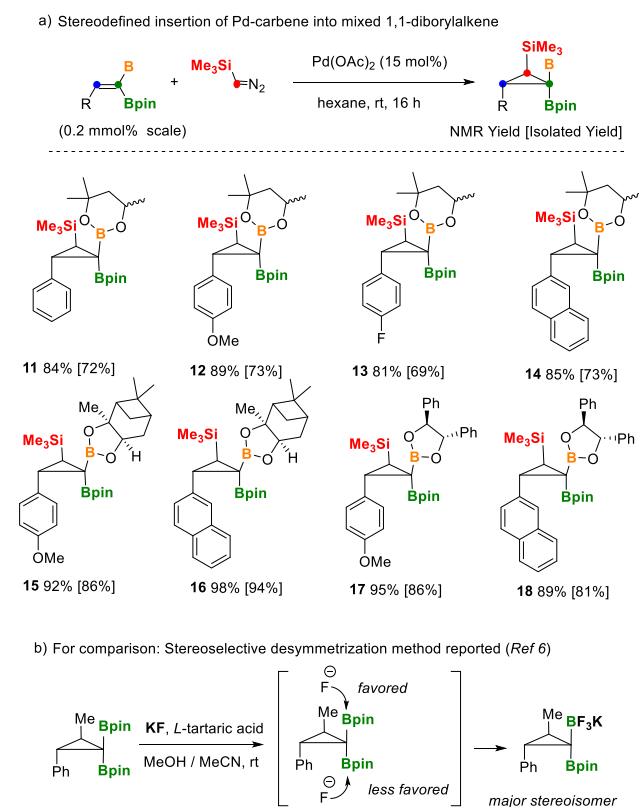 a) Stereodefined insertion of Pd-carbene into mixed 1,1-diborylalkene
B
R
Bpin
(0.2 mmol% scale)
+
Me3Si
N2
Pd(OAc)2 (15 mol%)
hexane, rt, 16 h
SiMe3
B
R
Bpin
NMR Yield [Isolated Yield]
O O
Me3Si B
Bpin
11 84% [72%]
O O
Me3Si B
Bpin
OMe
12 89% [73%]
O O
Me3Si B
Bpin
F
13 81% [69%]
O O
Me3Si B
Bpin
14 85% [73%]
Me
O
Me3Si
B
O H
Bpin
OMe
15 92% [86%]
Me
O
Me3Si
B
O H
Bpin
16 98% [94%]
Ph
Ph
O
Me3Si
B O
Bpin
OMe
17 95% [86%]
Ph
Ph
O
Me3Si
B O
Bpin
18 89% [81%]
b) For comparison: Stereoselective desymmetrization method reported (Ref 6)
Me
Bpin
Ph
Bpin
KF, L-tartaric acid
MeOH / MeCN, rt
F⊖ favored
Me
Bpin
Ph
Bpin
F⊖ less favored
Me
BF3K
Ph
Bpin
major stereoisomer